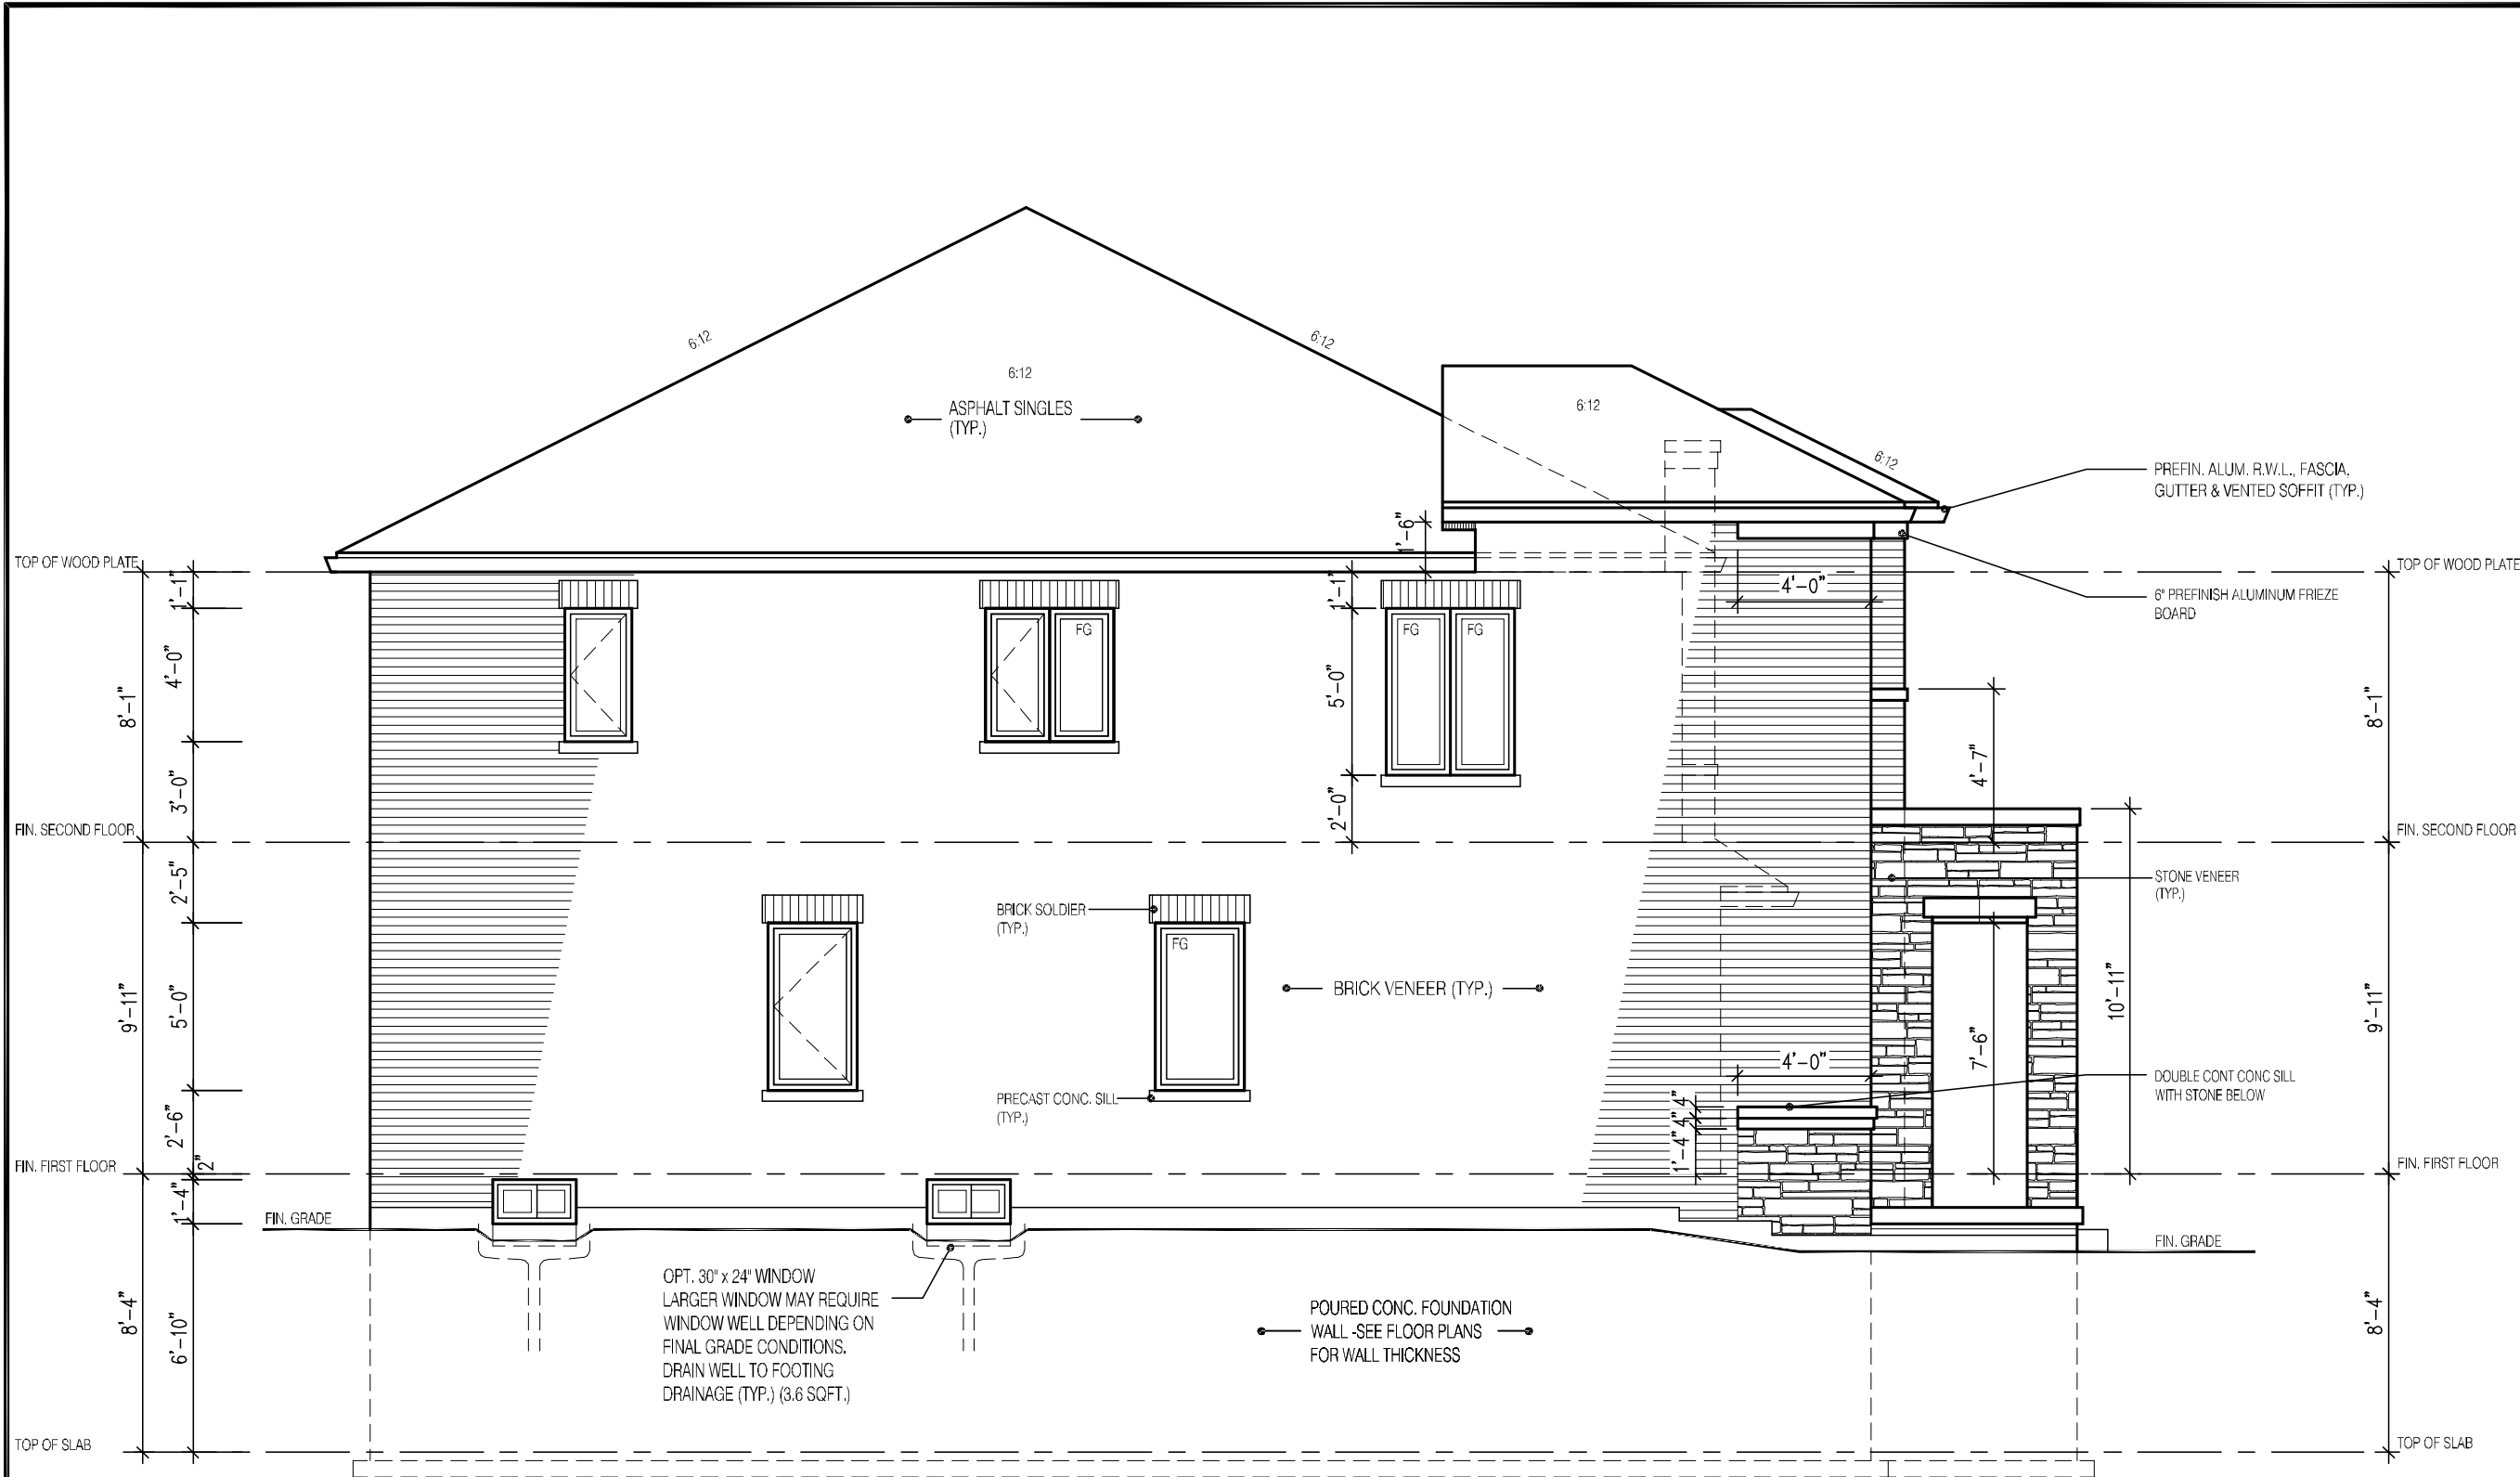 6:12
6:12
6:12
ASPHALT SINGLES
(TYP.)
6:12
6:12
PREFIN. ALUM. R.W.L., FASCIA,
GUTTER & VENTED SOFFIT (TYP.)
1'-6"
TOP OF WOOD PLATE
TOP OF WOOD PLATE
1'-1"
1'-1"
4'-0"
6" PREFINISH ALUMINUM FRIEZE
BOARD
FG
FG
FG
4'-0"
5'-0"
8'-1"
8'-1"
4'-7"
3'-0"
2'-0"
FIN. SECOND FLOOR
FIN. SECOND FLOOR
2'-5"
STONE VENEER
(TYP.)
BRICK SOLDIER
(TYP.)
FG
BRICK VENEER (TYP.)
5'-0"
9'-11"
10'-11"
9'-11"
7'-6"
4'-0"
DOUBLE CONT CONC SILL
WITH STONE BELOW
PRECAST CONC. SILL
(TYP.)
4"
4"
1'-4"
2'-6"
2"
FIN. FIRST FLOOR
FIN. FIRST FLOOR
1'-4"
FIN. GRADE
FIN. GRADE
OPT. 30" x 24" WINDOW
LARGER WINDOW MAY REQUIRE
WINDOW WELL DEPENDING ON
FINAL GRADE CONDITIONS.
DRAIN WELL TO FOOTING
DRAINAGE (TYP.) (3.6 SQFT.)
POURED CONC. FOUNDATION
WALL -SEE FLOOR PLANS
FOR WALL THICKNESS
8'-4"
6'-10"
8'-4"
TOP OF SLAB
TOP OF SLAB